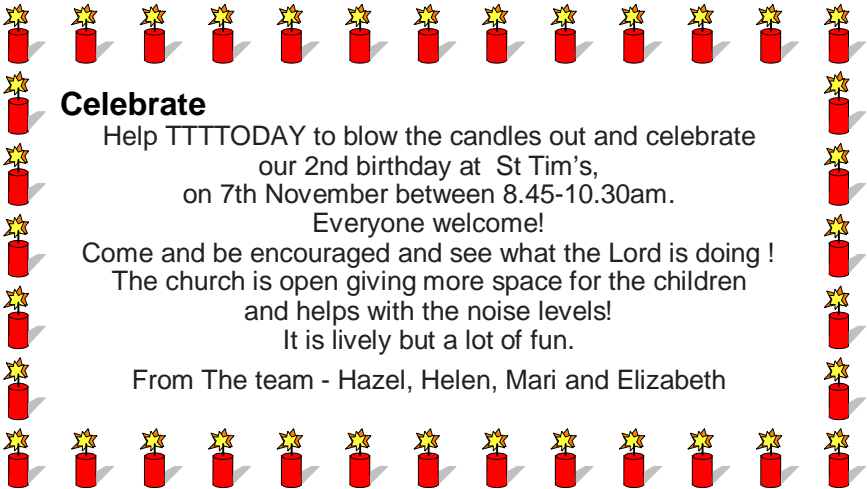 Celebrate
Help TTTTODAY to blow the candles out and celebrate
our 2nd birthday at  St Tim’s,
on 7th November between 8.45-10.30am.
Everyone welcome!
Come and be encouraged and see what the Lord is doing !
The church is open giving more space for the children
and helps with the noise levels!
It is lively but a lot of fun.
From The team - Hazel, Helen, Mari and Elizabeth